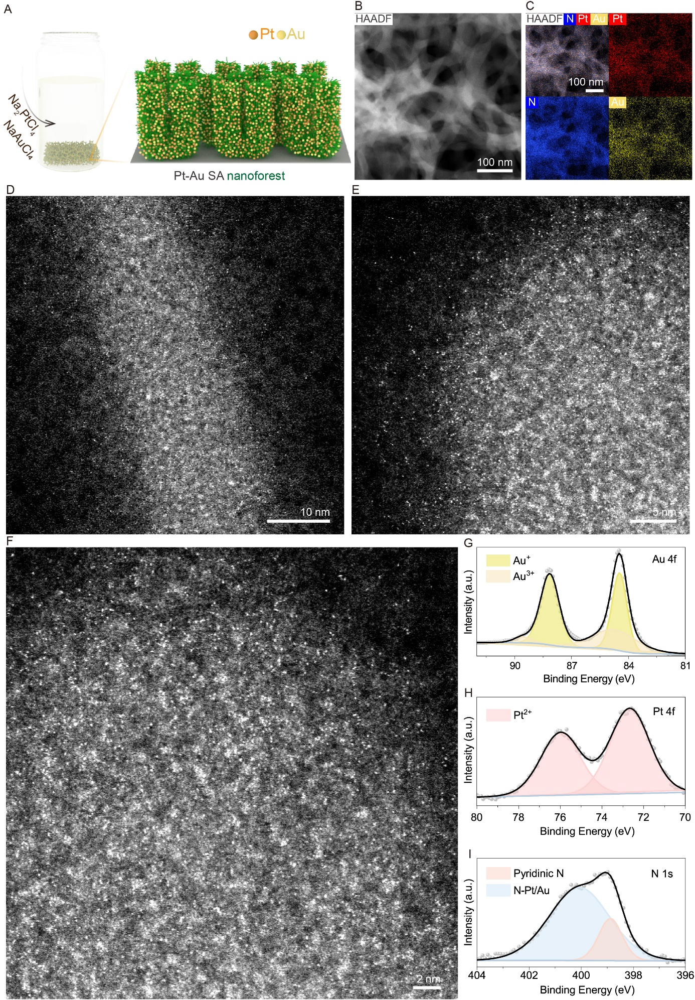 A
Pt Au
Na₂PtCl₄
NaAuCl₄
Pt-Au SA nanoforest
B
HAADF
100 nm
C
HAADF N Pt Au Pt
100 nm
N Au
D
10 nm
E
5 nm
F
2 nm
G
Au⁺
Au³⁺
Au 4f
Intensity (a.u.)
90 87 84 81
Binding Energy (eV)
H
Pt²⁺
Pt 4f
Intensity (a.u.)
80 78 76 74 72 70
Binding Energy (eV)
I
Pyridinic N
N-Pt/Au
N 1s
Intensity (a.u.)
404 402 400 398 396
Binding Energy (eV)